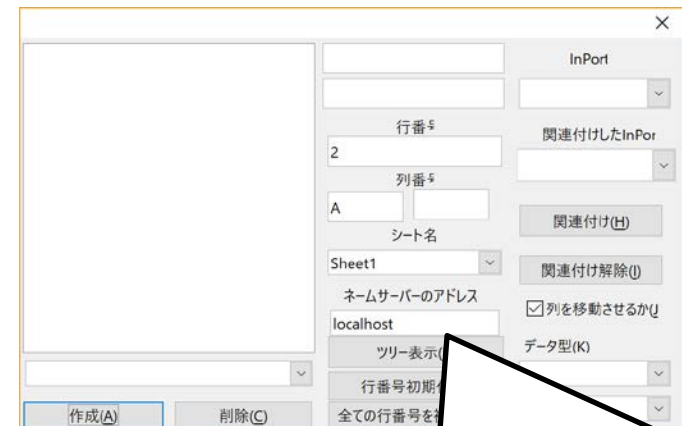 InPort
行番号
2
関連付けしたInPor
列番号
A
関連付け(H)
シート名
Sheet1
関連付け解除(I)
ネームサーバーのアドレス
列を移動させるか(J
localhost
ツリー表示(
データ型(K)
行番号初期
作成(A)
削除(C)
全ての行番号を